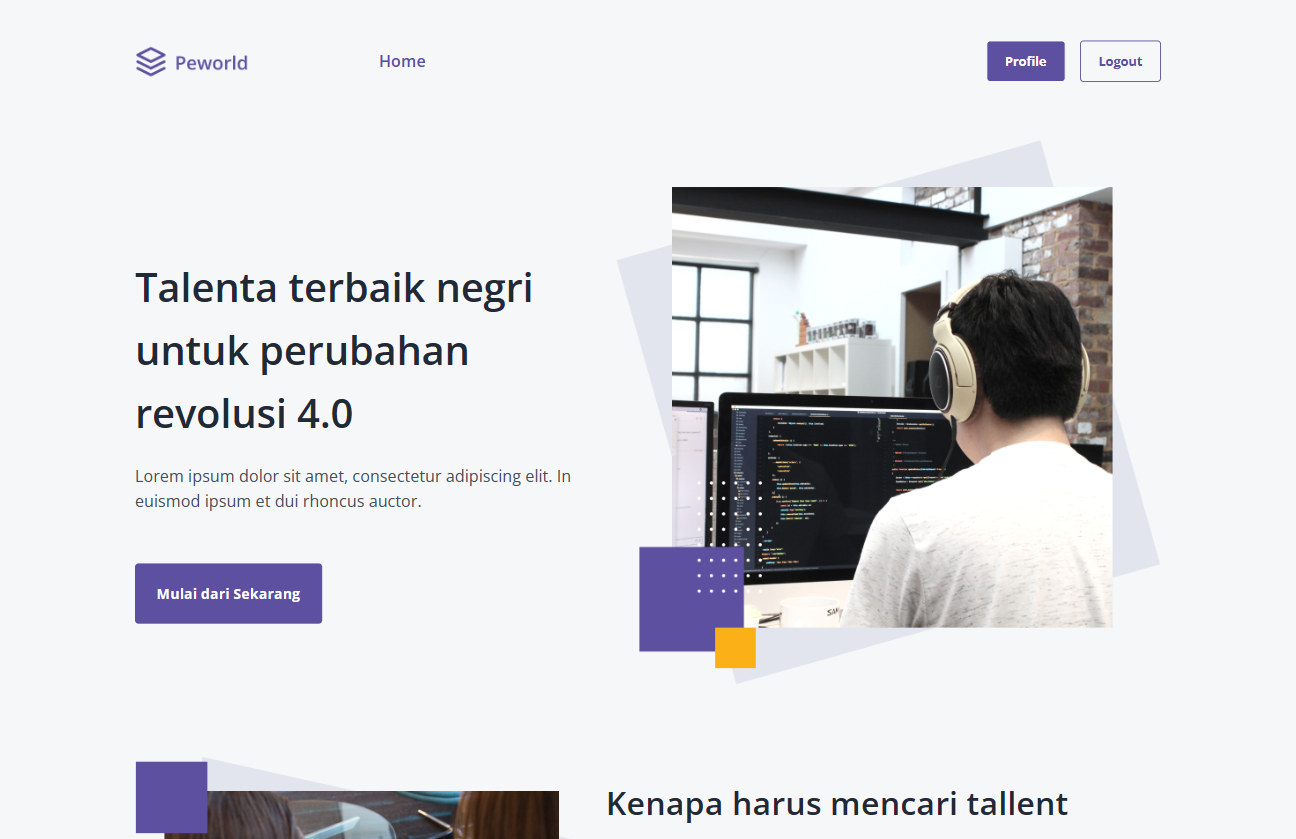 Peworld
Home
Profile
Logout
Talenta terbaik negri
untuk perubahan
revolusi 4.0
Lorem ipsum dolor sit amet, consectetur adipiscing elit. In
euismod ipsum et dui rhoncus auctor.
Mulai dari Sekarang
Kenapa harus mencari tallent